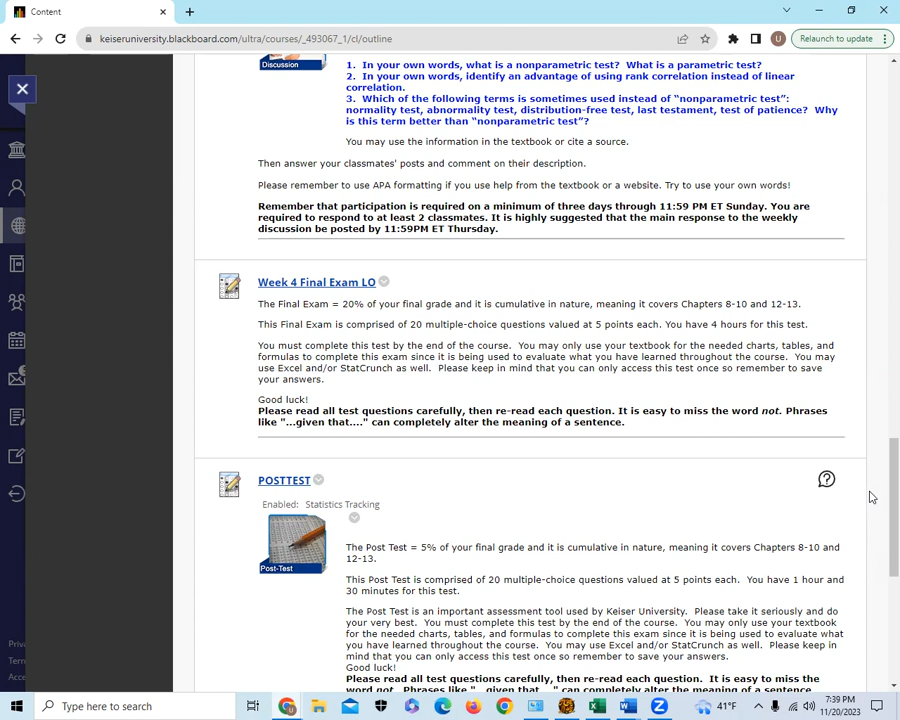 Content
keiseruniversity.blackboard.com/ultra/courses/_493067_1/cl/outline
U
Relaunch to update
Discussion
1. In your own words, what is a nonparametric test? What is a parametric test?
2. In your own words, identify an advantage of using rank correlation instead of linear
correlation.
3. Which of the following terms is sometimes used instead of “nonparametric test”:
normality test, abnormality test, distribution-free test, last testament, test of patience? Why
is this term better than “nonparametric test”?
You may use the information in the textbook or cite a source.
Then answer your classmates' posts and comment on their description.
Please remember to use APA formatting if you use help from the textbook or a website. Try to use your own words!
Remember that participation is required on a minimum of three days through 11:59 PM ET Sunday. You are
required to respond to at least 2 classmates. It is highly suggested that the main response to the weekly
discussion be posted by 11:59PM ET Thursday.
Week 4 Final Exam LO
The Final Exam = 20% of your final grade and it is cumulative in nature, meaning it covers Chapters 8-10 and 12-13.
This Final Exam is comprised of 20 multiple-choice questions valued at 5 points each. You have 4 hours for this test.
You must complete this test by the end of the course. You may only use your textbook for the needed charts, tables, and
formulas to complete this exam since it is being used to evaluate what you have learned throughout the course. You may
use Excel and/or StatCrunch as well. Please keep in mind that you can only access this test once so remember to save
your answers.
Good luck!
Please read all test questions carefully, then re-read each question. It is easy to miss the word not. Phrases
like "...given that...." can completely alter the meaning of a sentence.
POSTTEST
Enabled: Statistics Tracking
Post-Test
The Post Test = 5% of your final grade and it is cumulative in nature, meaning it covers Chapters 8-10 and
12-13.
This Post Test is comprised of 20 multiple-choice questions valued at 5 points each. You have 1 hour and
30 minutes for this test.
The Post Test is an important assessment tool used by Keiser University. Please take it seriously and do
your very best. You must complete this test by the end of the course. You may only use your textbook
for the needed charts, tables, and formulas to complete this exam since it is being used to evaluate what
you have learned throughout the course. You may use Excel and/or StatCrunch as well. Please keep in
mind that you can only access this test once so remember to save your answers.
Good luck!
Please read all test questions carefully, then re-read each question. It is easy to miss the
word not. Phrases like "...given that...." can completely alter the meaning of a sentence.
Priva
Term
Acce
Type here to search
41°F
7:39 PM
11/20/2023